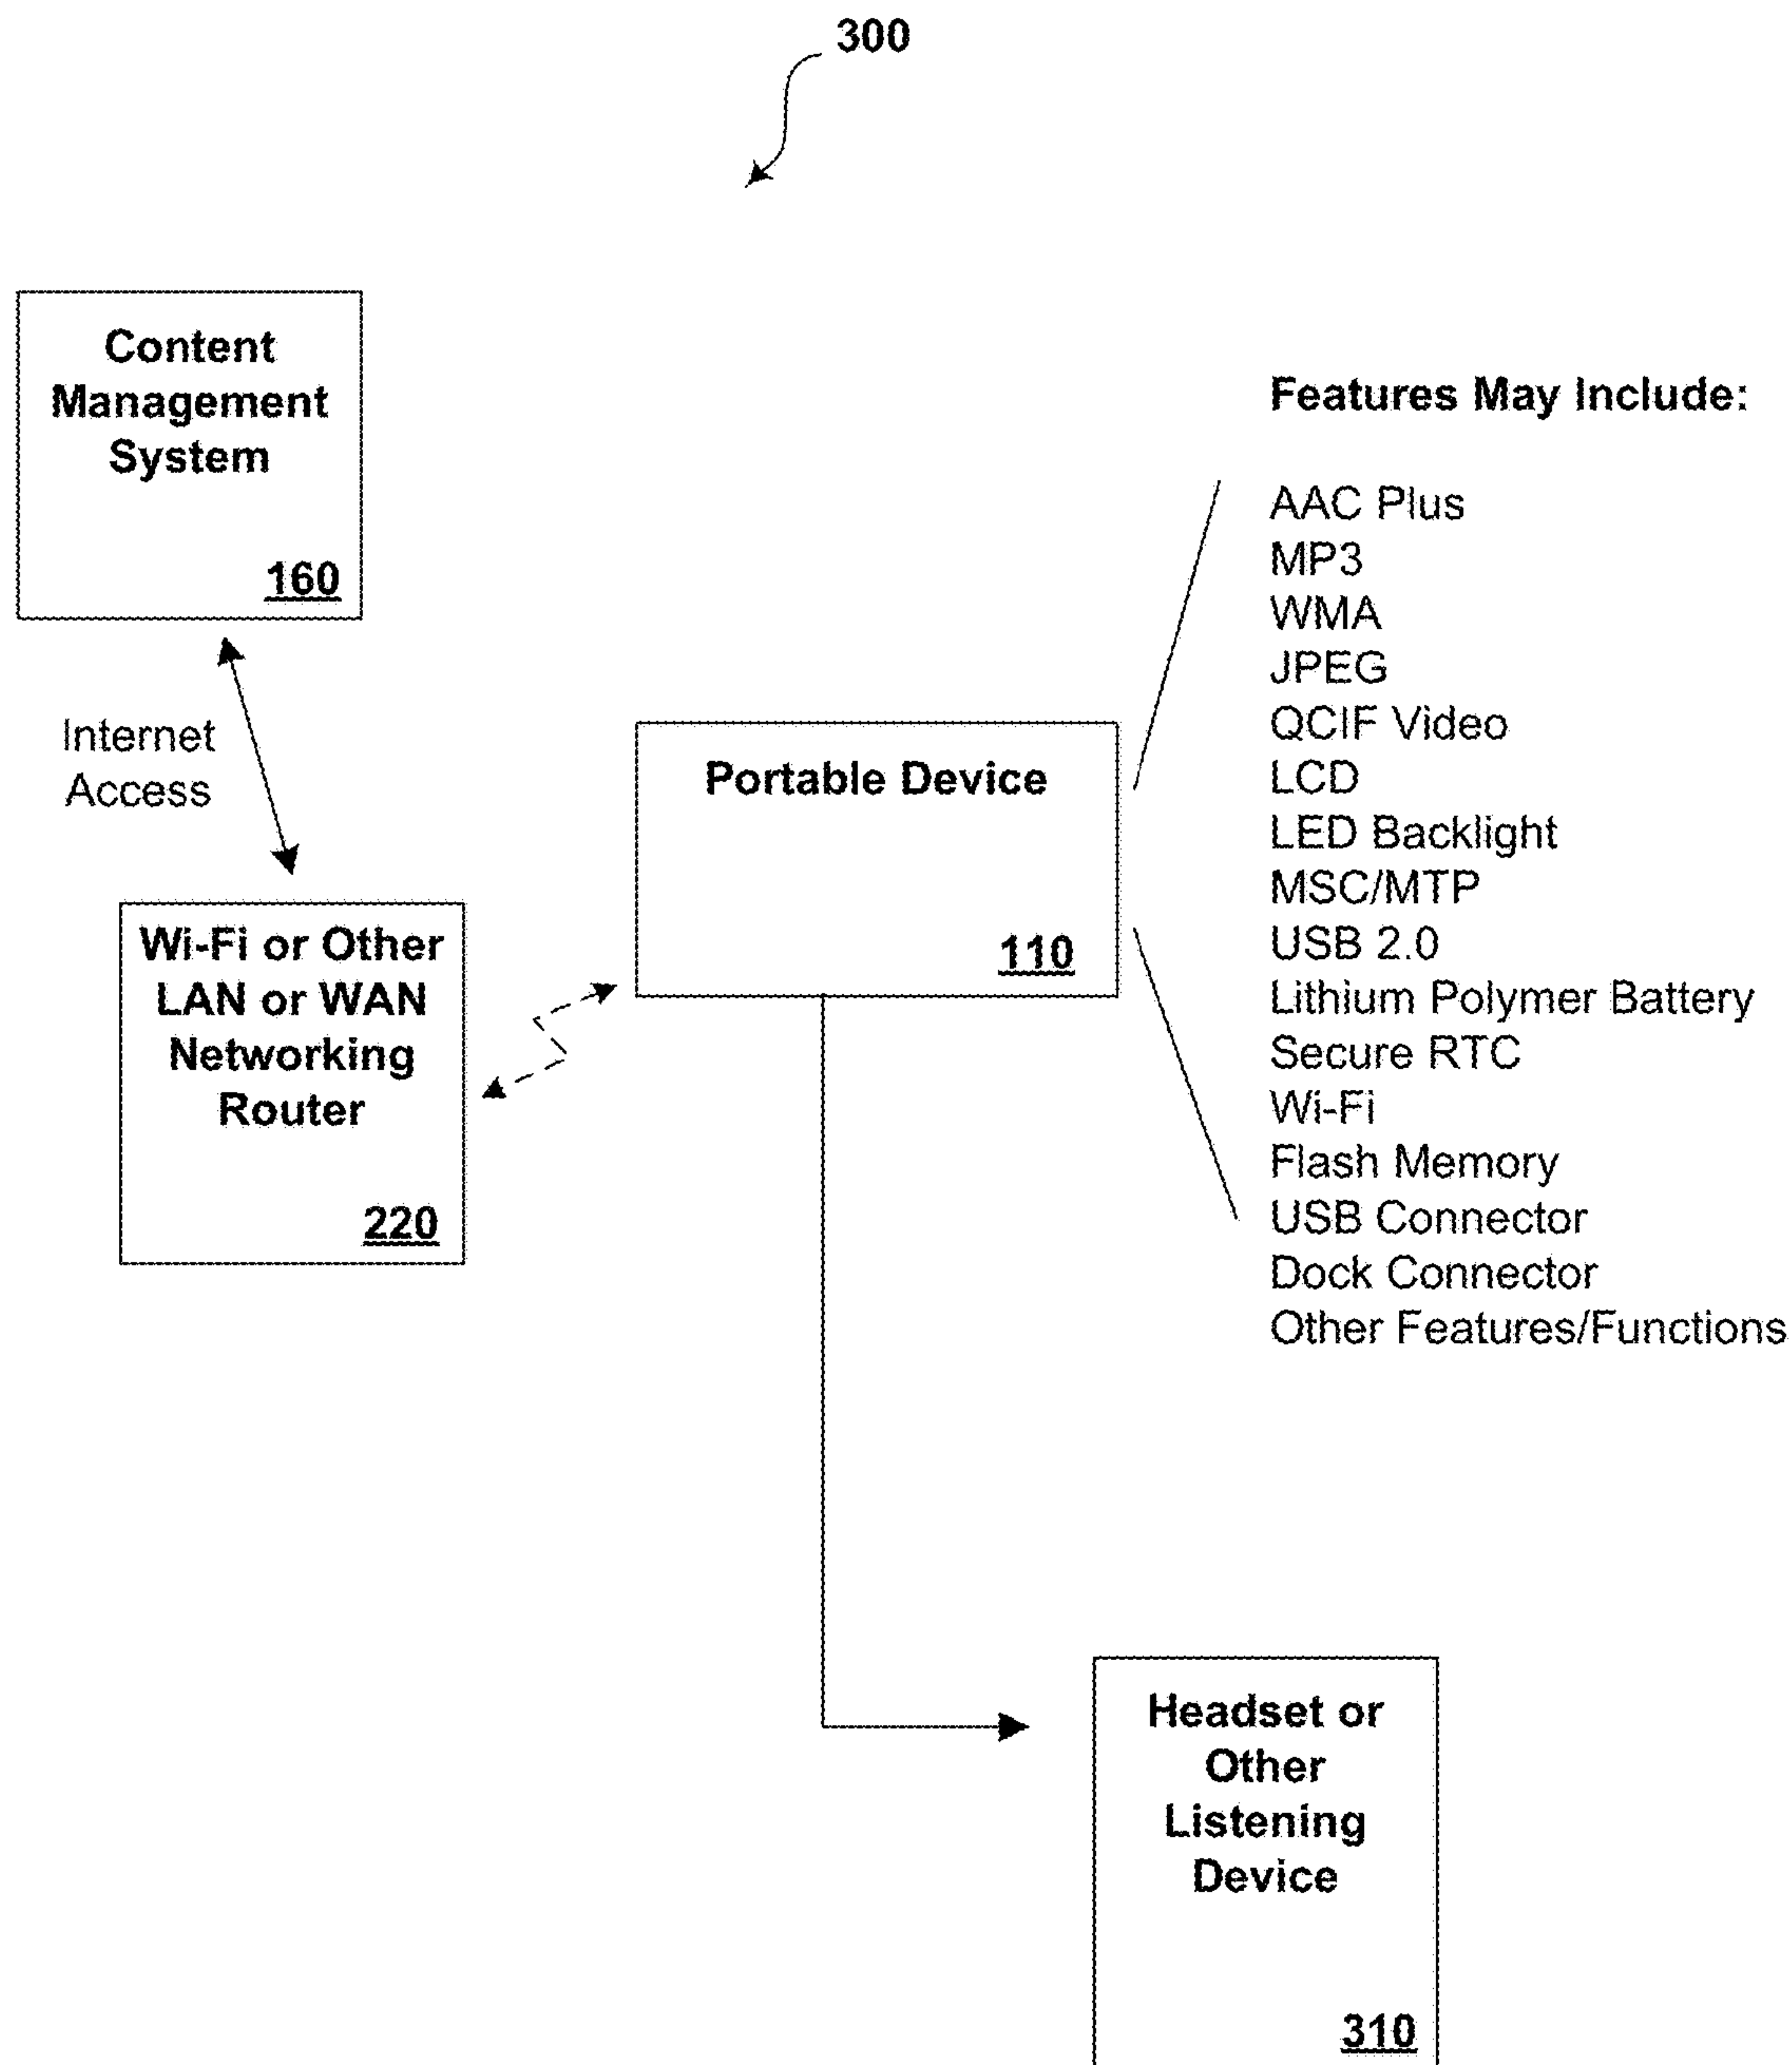 300
Content
Management
System
160
Internet
Access
Wi-Fi or Other
LAN or WAN
Networking
Router
220
Portable Device
110
Features May Include:
AAC Plus
MP3
WMA
JPEG
QCIF Video
LCD
LED Backlight
MSC/MTP
USB 2.0
Lithium Polymer Battery
Secure RTC
Wi-Fi
Flash Memory
USB Connector
Dock Connector
Other Features/Functions
Headset or
Other
Listening
Device
310